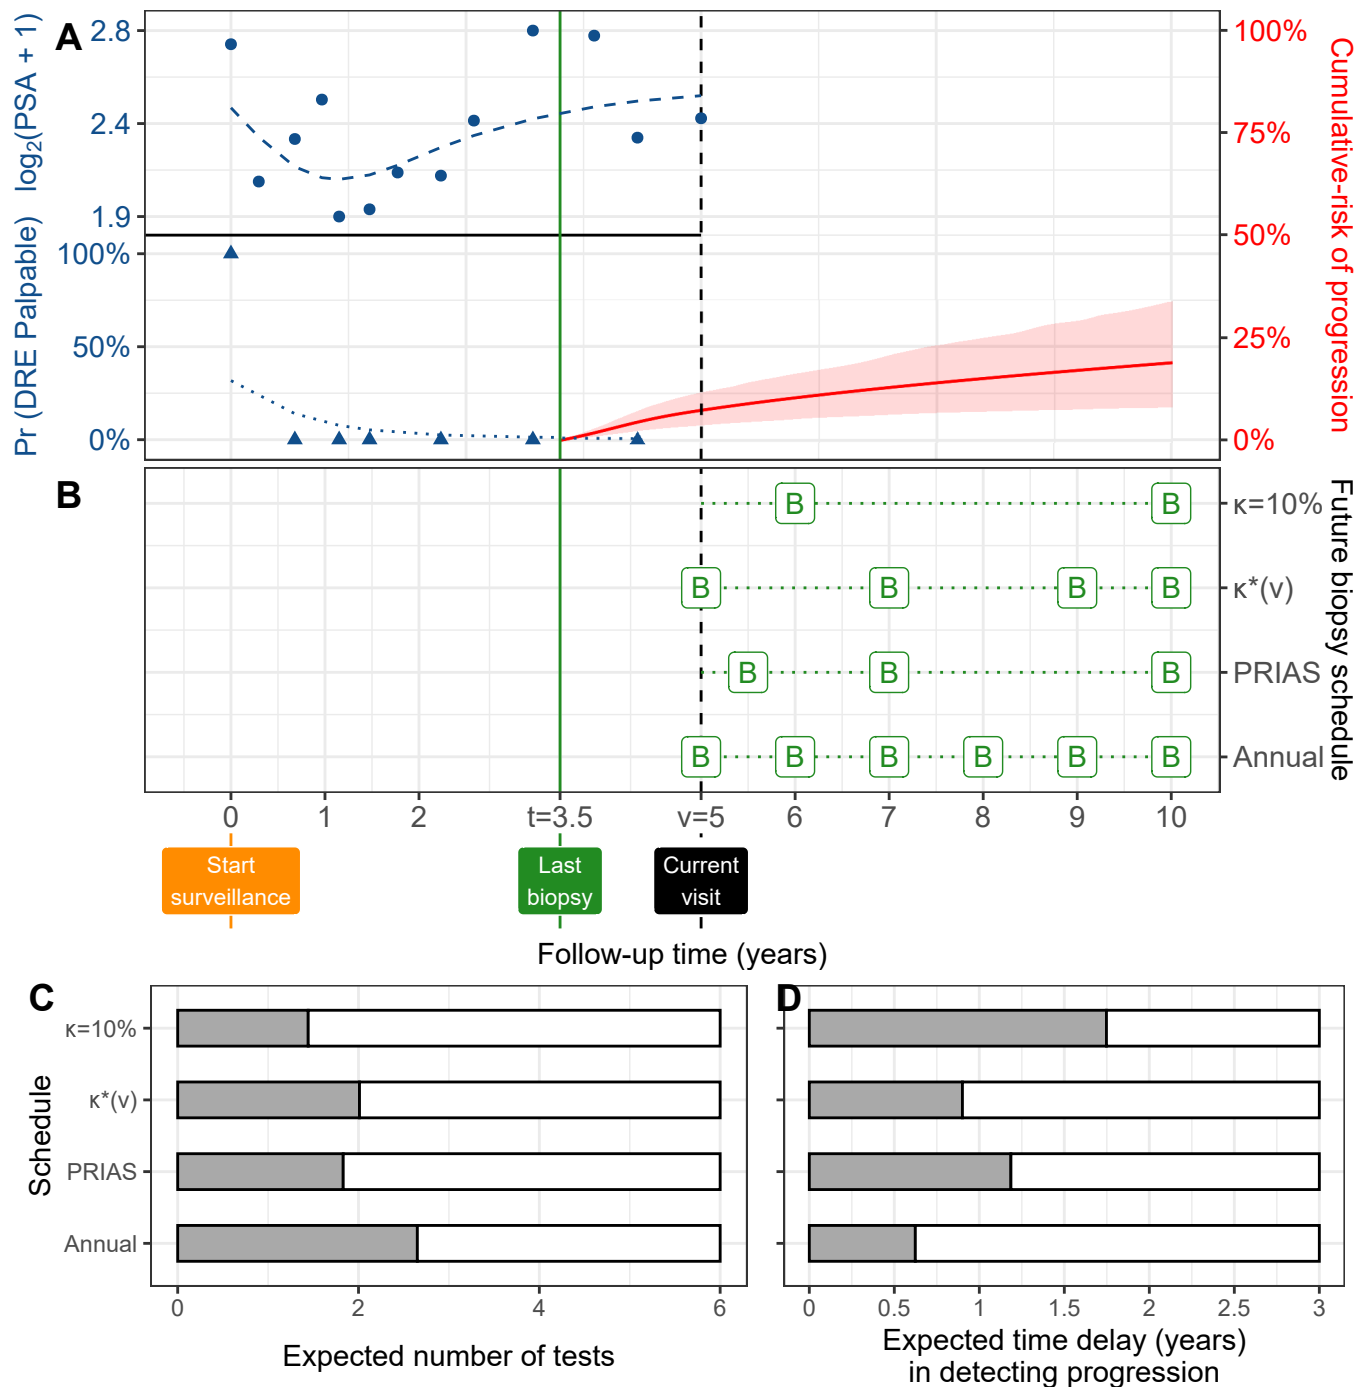 A
log₂(PSA + 1)
2.8
2.4
1.9
Pr (DRE Palpable)
100%
50%
0%
100%
75%
50%
25%
0%
Cumulative-risk of progression
B
B B κ=10%
B B B B κ*(v)
B B B PRIAS
B B B B B B Annual
Future biopsy schedule
0 1 2 t=3.5 v=5 6 7 8 9 10
Start
surveillance
Last
biopsy
Current
visit
Follow-up time (years)
C
Schedule
κ=10%
κ*(v)
PRIAS
Annual
0 2 4 6
Expected number of tests
D
0 0.5 1 1.5 2 2.5 3
Expected time delay (years)
in detecting progression